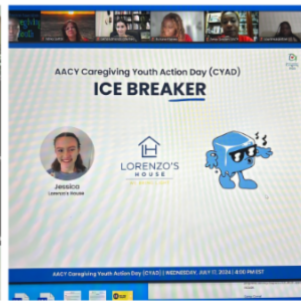 AACY Caregiving Youth Action Day (CYAD)
ICE BREAKER
Jessica
Lorenzo's House
LORENZO'S
HOUSE
AACY Caregiving Youth Action Day (CYAD) | WEDNESDAY, JULY 17, 2024 | 8:00 PM EST